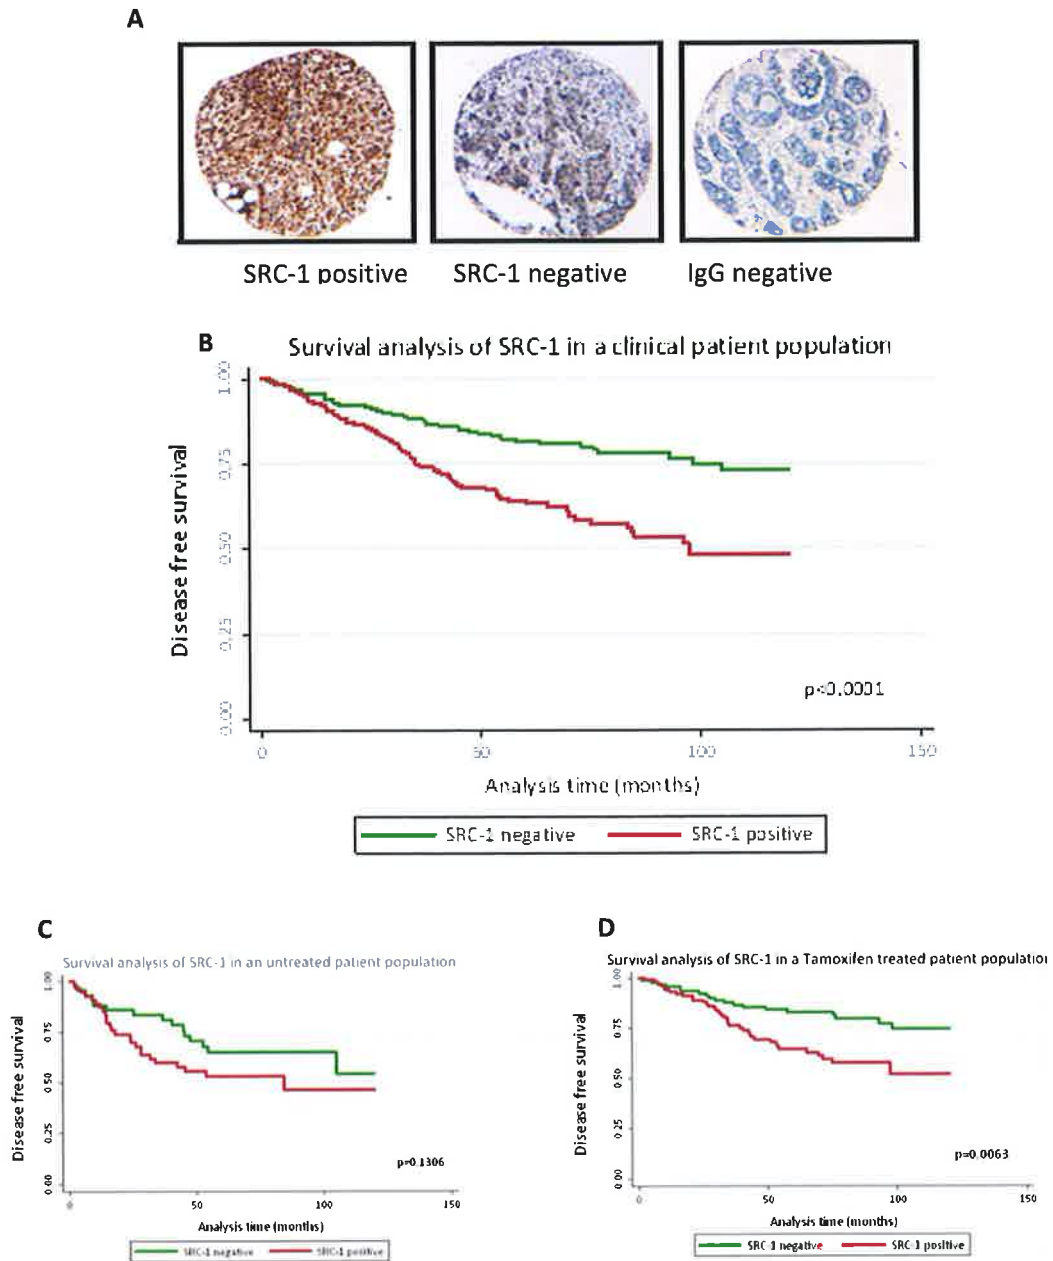 A
SRC-1 positive SRC-1 negative IgG negative
B
Survival analysis of SRC-1 in a clinical patient population
Disease free survival
1.00
0.75
0.50
0.25
0.00
p<0.0001
0 50 100 150
Analysis time (months)
SRC-1 negative SRC-1 positive
C
Survival analysis of SRC-1 in an untreated patient population
Disease free survival
1.00
0.75
0.50
0.25
0.00
p=0.1306
0 50 100 150
Analysis time (months)
SRC-1 negative SRC-1 positive
D
Survival analysis of SRC-1 in a Tamoxifen treated patient population
Disease free survival
1.00
0.75
0.50
0.25
0.00
p=0.0063
0 50 100 150
Analysis time (months)
SRC-1 negative SRC-1 positive